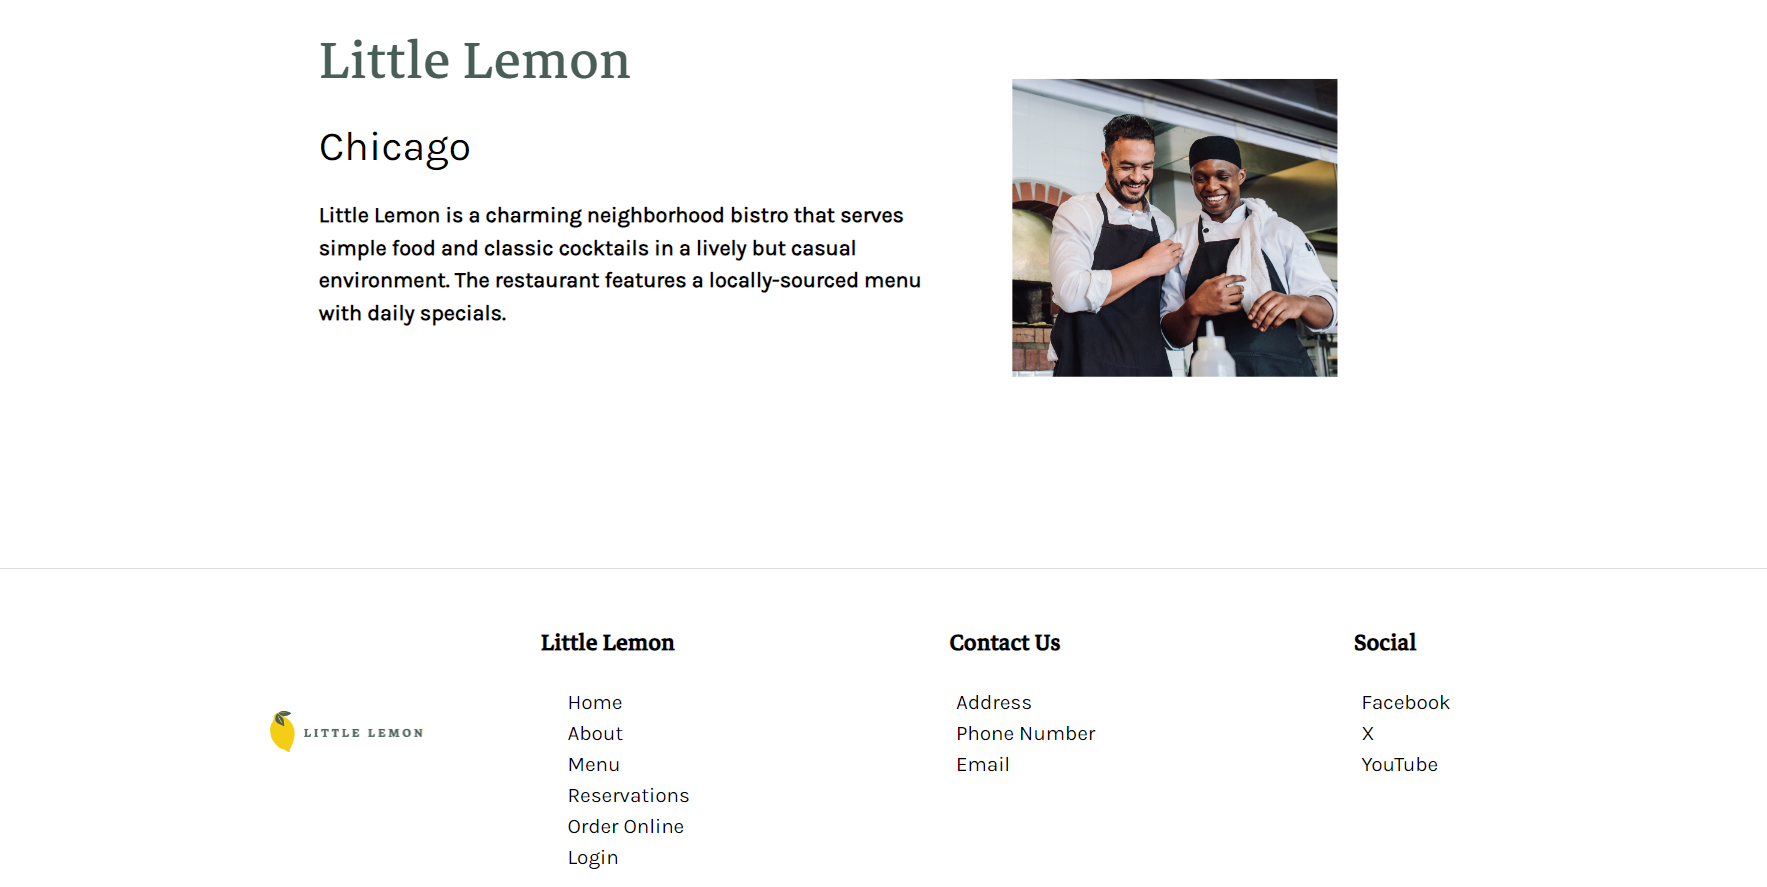 Little Lemon
Chicago
Little Lemon is a charming neighborhood bistro that serves
simple food and classic cocktails in a lively but casual
environment. The restaurant features a locally-sourced menu
with daily specials.
LITTLE LEMON
Little Lemon
Home
About
Menu
Reservations
Order Online
Login
Contact Us
Address
Phone Number
Email
Social
Facebook
X
YouTube